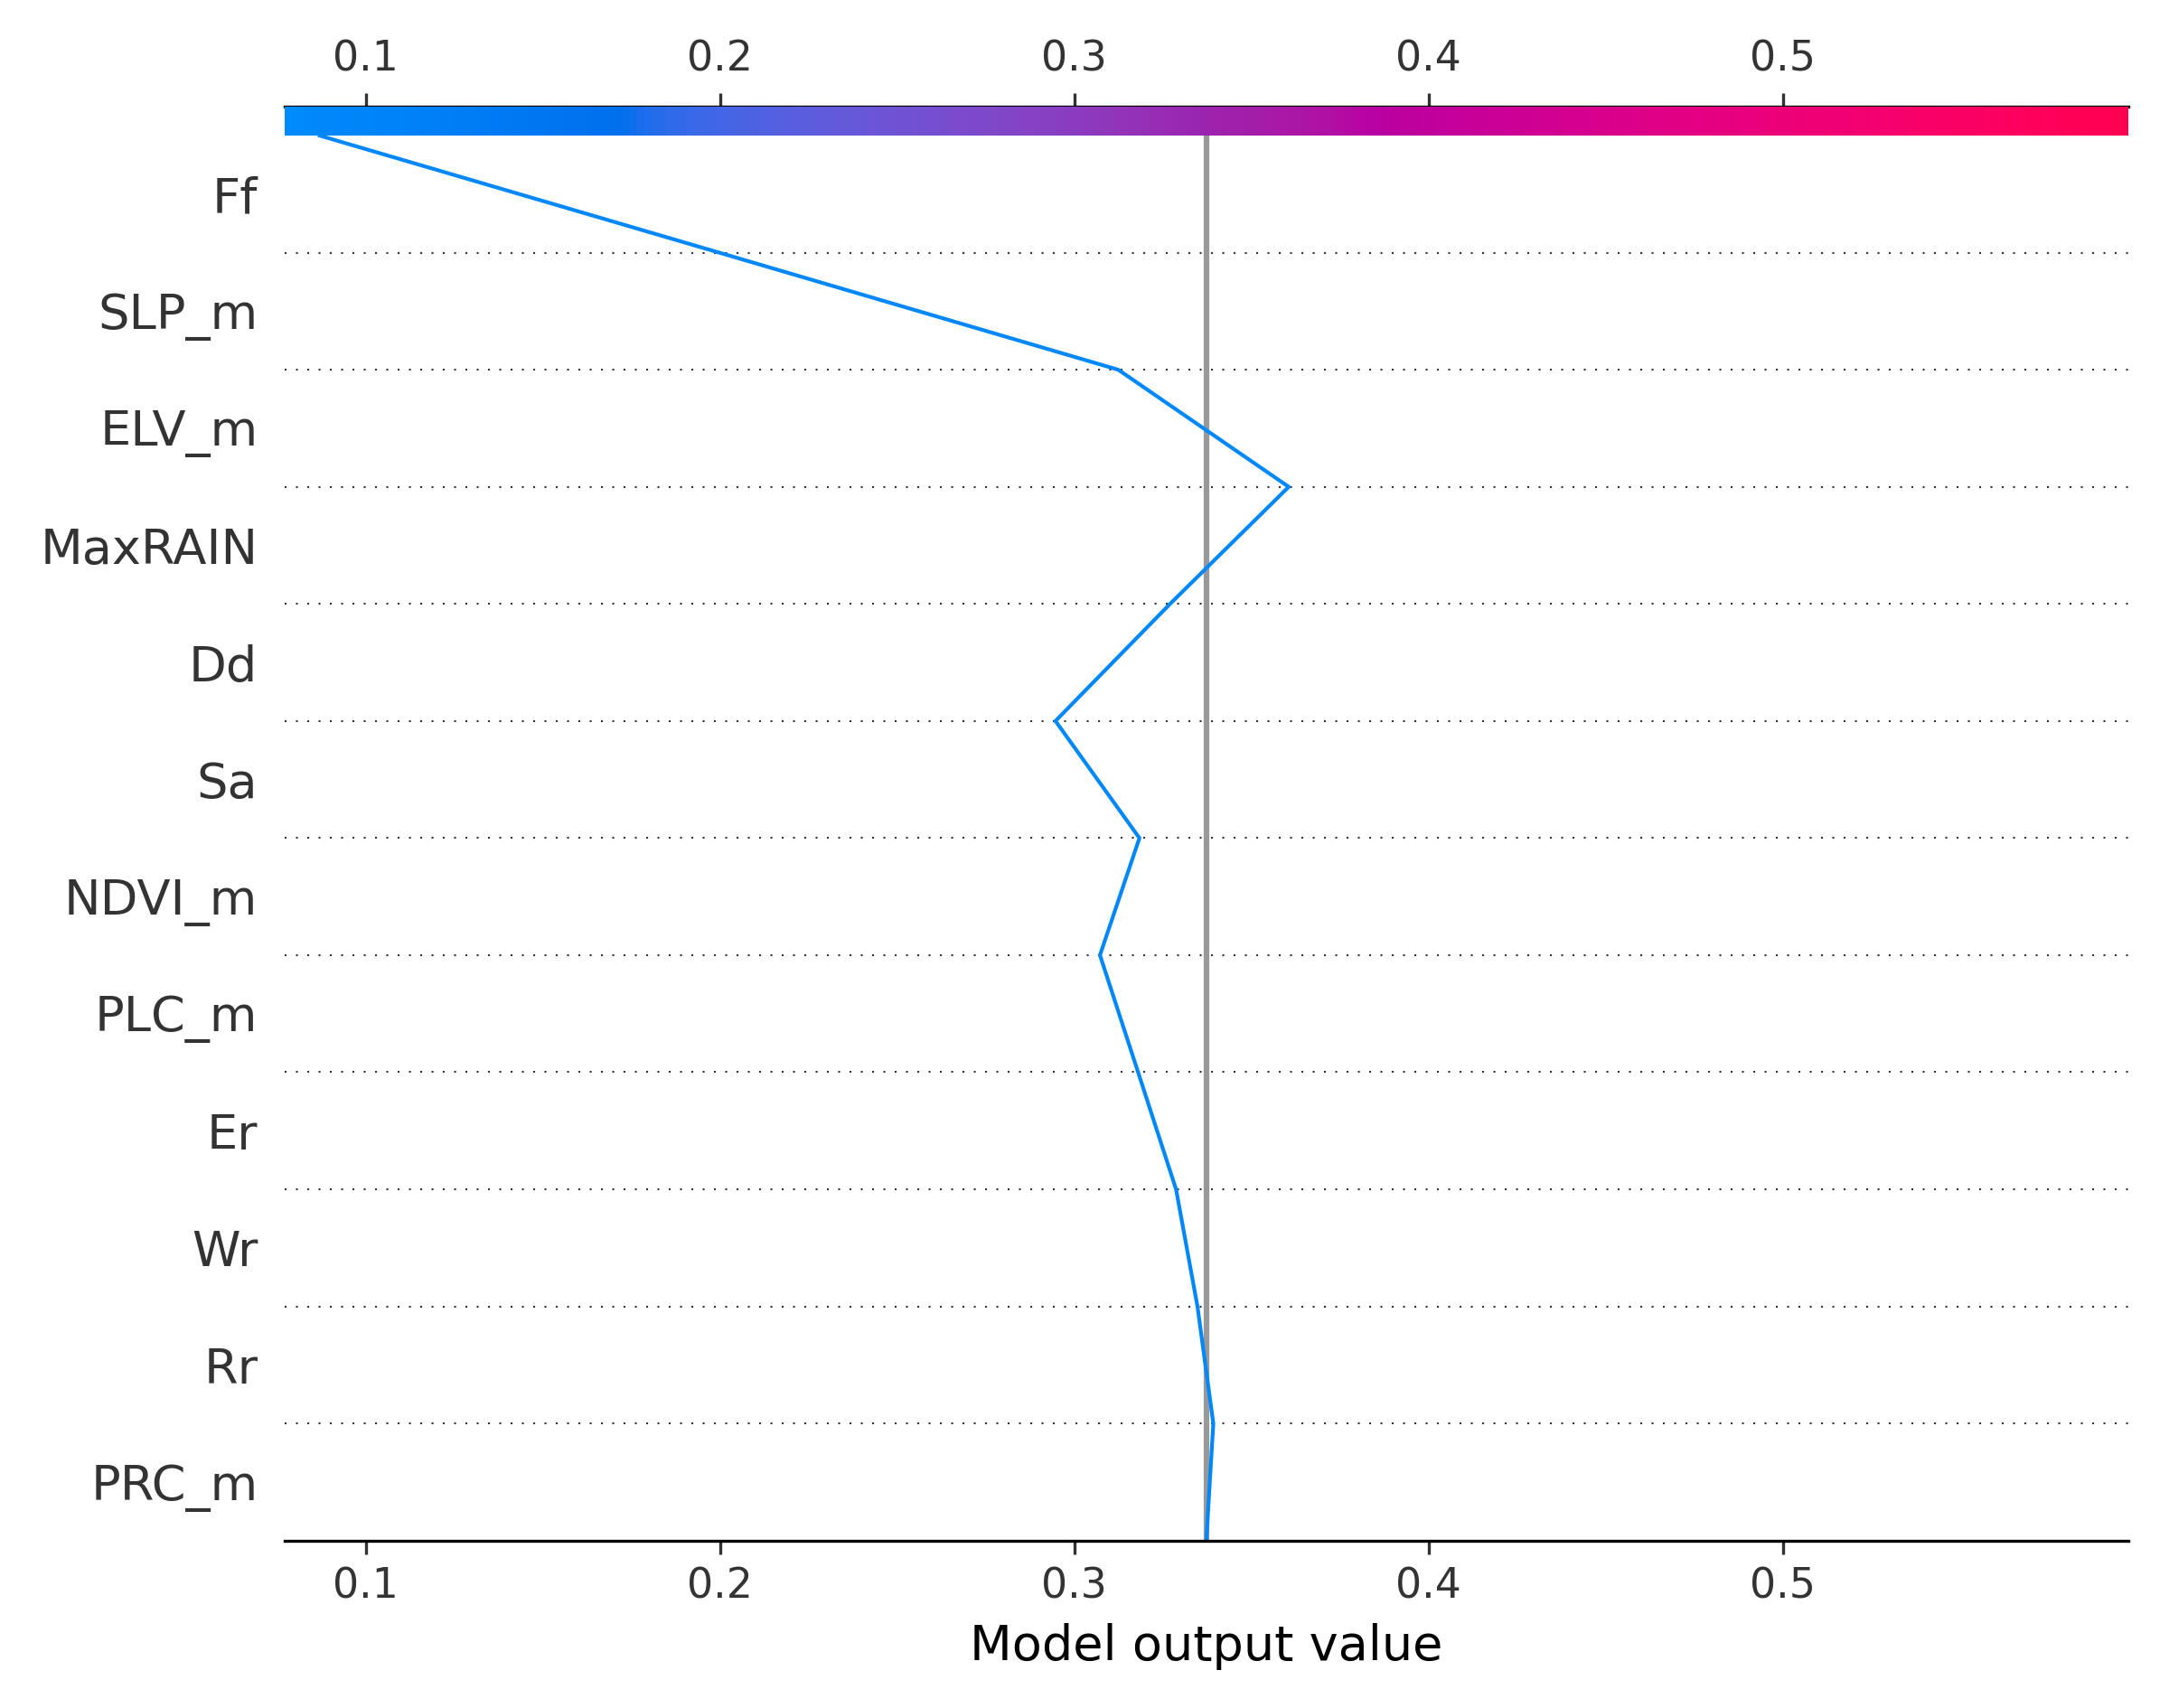 0.1 0.2 0.3 0.4 0.5
Ff
SLP_m
ELV_m
MaxRAIN
Dd
Sa
NDVI_m
PLC_m
Er
Wr
Rr
PRC_m
0.1 0.2 0.3 0.4 0.5
Model output value